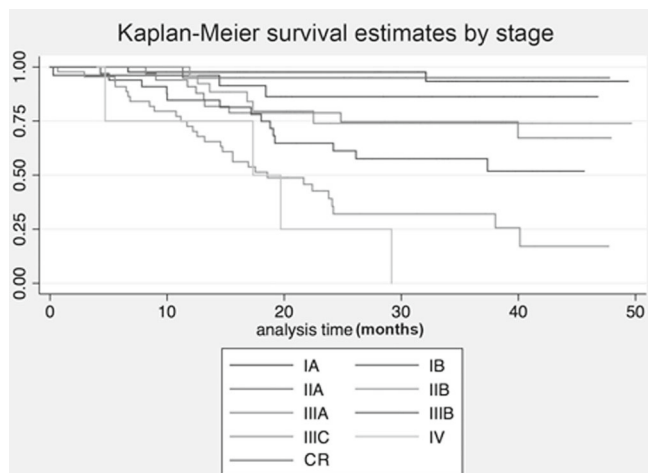 Kaplan-Meier survival estimates by stage
1.00
0.75
0.50
0.25
0.00
0 10 20 30 40 50
analysis time (months)
IA IB
IIA IIB
IIIA IIIB
IIIC IV
CR